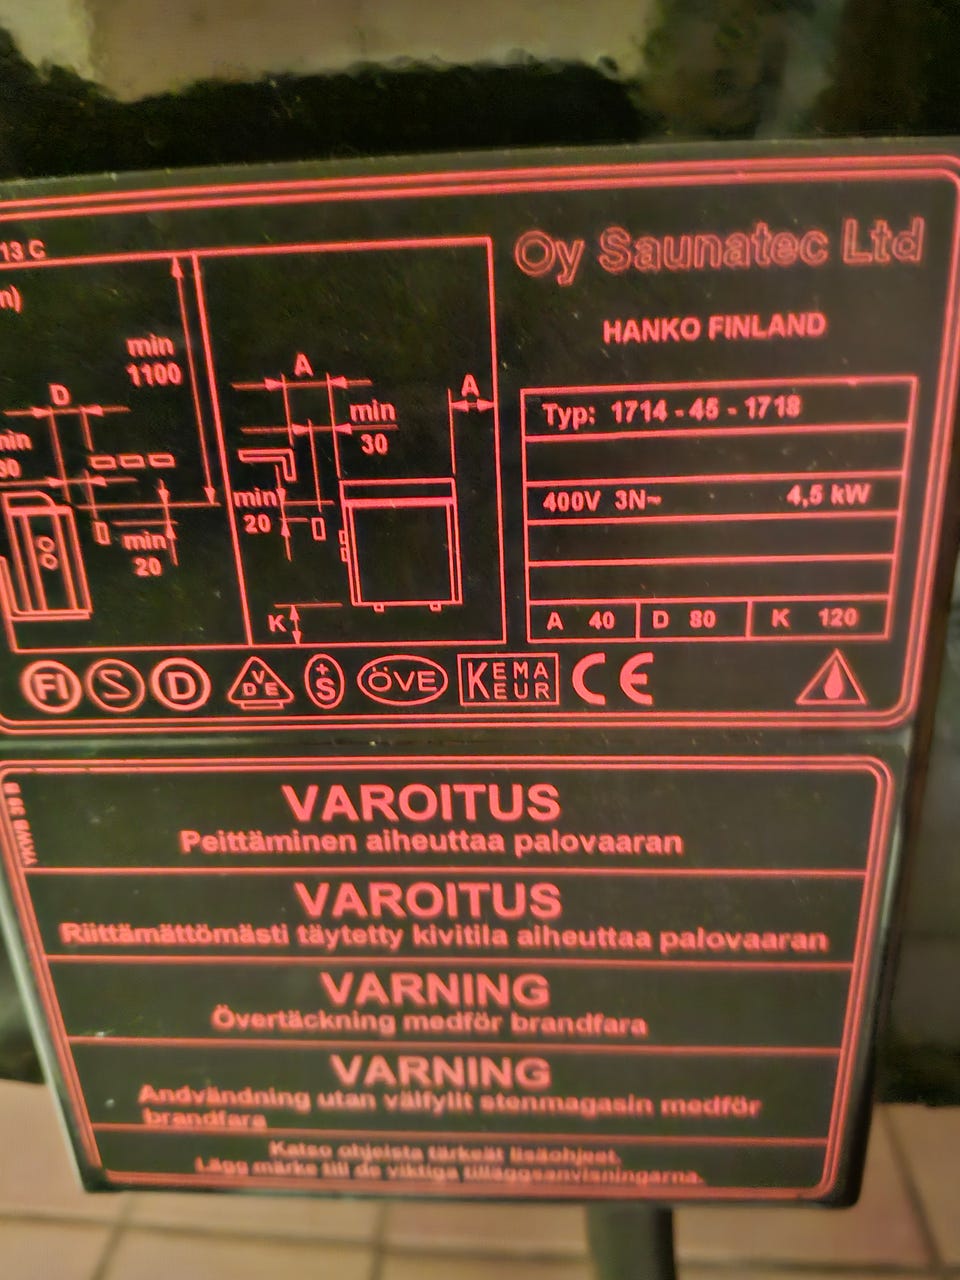 13 C
Oy Saunatec Ltd
HANKO FINLAND
min
1100
D
A
A
min
30
min
20
min
20
K
Typ: 1714 - 45 - 1718
400V 3N~ 4,5 kW
A 40 D 80 K 120
FI S D VDE +S ÖVE KEMA EUR CE
VAROITUS
Peittäminen aiheuttaa palovaaran
VAROITUS
Riittämättömästi täytetty kivitila aiheuttaa palovaaran
VARNING
Övertäckning medför brandfara
VARNING
Andvändning utan välfyllt stenmagasin medför
brandfara
Katso ohjeista tärkeät lisäohjeet.
Lägg märke till de viktiga tilläggsanvisningarna.